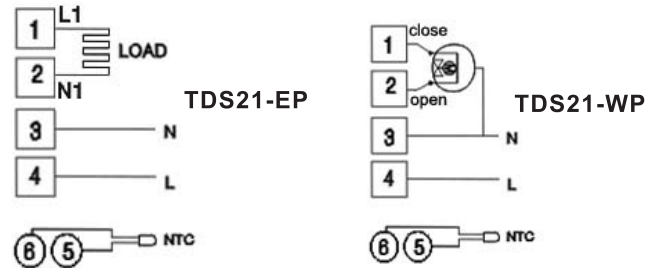 1 L1
LOAD
2 N1
TDS21-EP
3 N
4 L
6 5 NTC
1 close
2 open
TDS21-WP
3 N
4 L
6 5 NTC